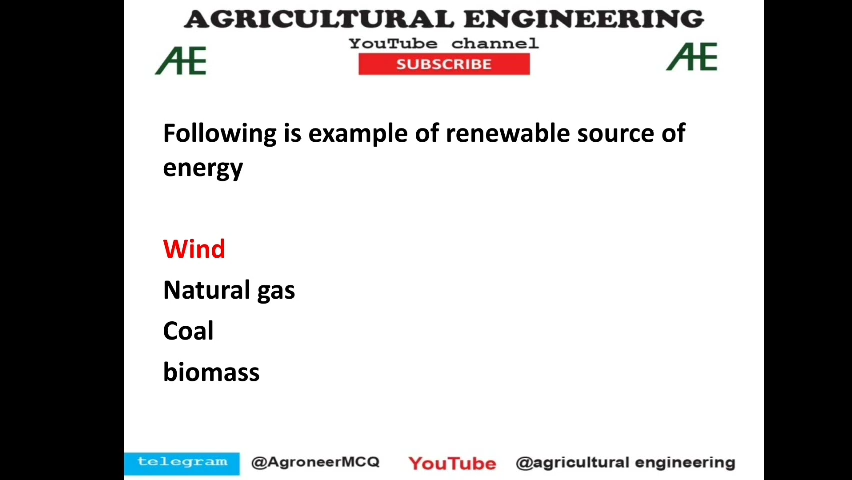 AGRICULTURAL ENGINEERING
YouTube channel
AE SUBSCRIBE AE
Following is example of renewable source of
energy
Wind
Natural gas
Coal
biomass
telegram @AgroneerMCQ YouTube @agricultural engineering